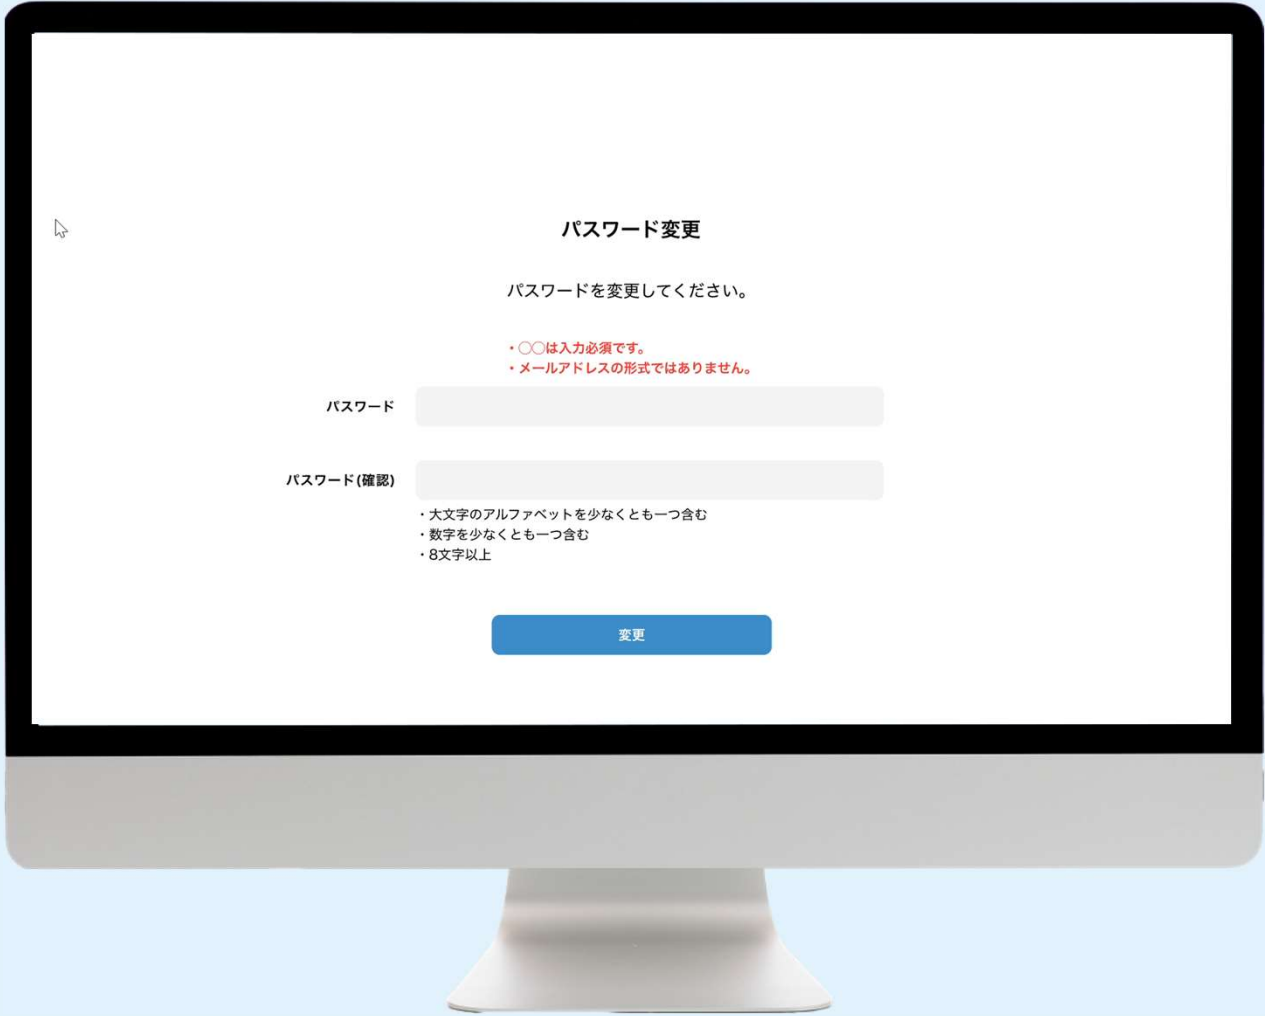 パスワード変更
パスワードを変更してください。
・〇〇は入力必須です。
・メールアドレスの形式ではありません。
パスワード
パスワード(確認)
・大文字のアルファベットを少なくとも一つ含む
・数字を少なくとも一つ含む
・8文字以上
変更